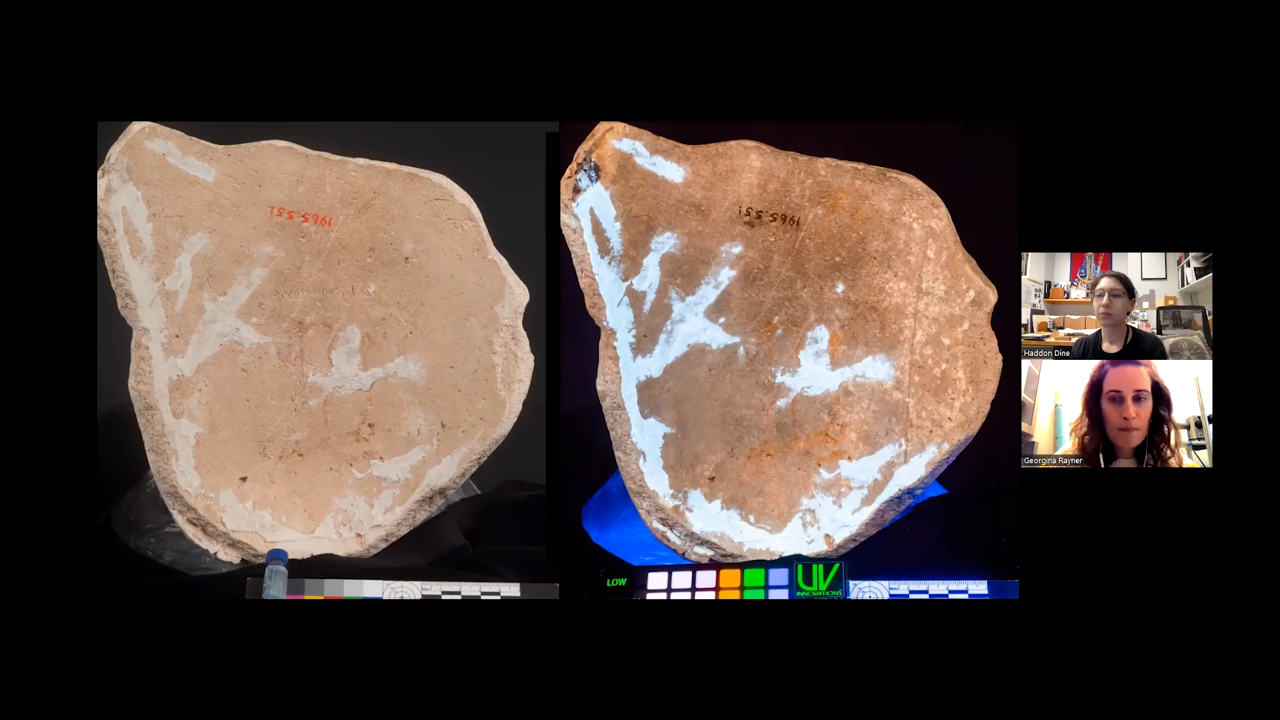 1965.551
1965.551
LOW
UV
INNOVATIONS
Haddon Dine
Georgina Rayner